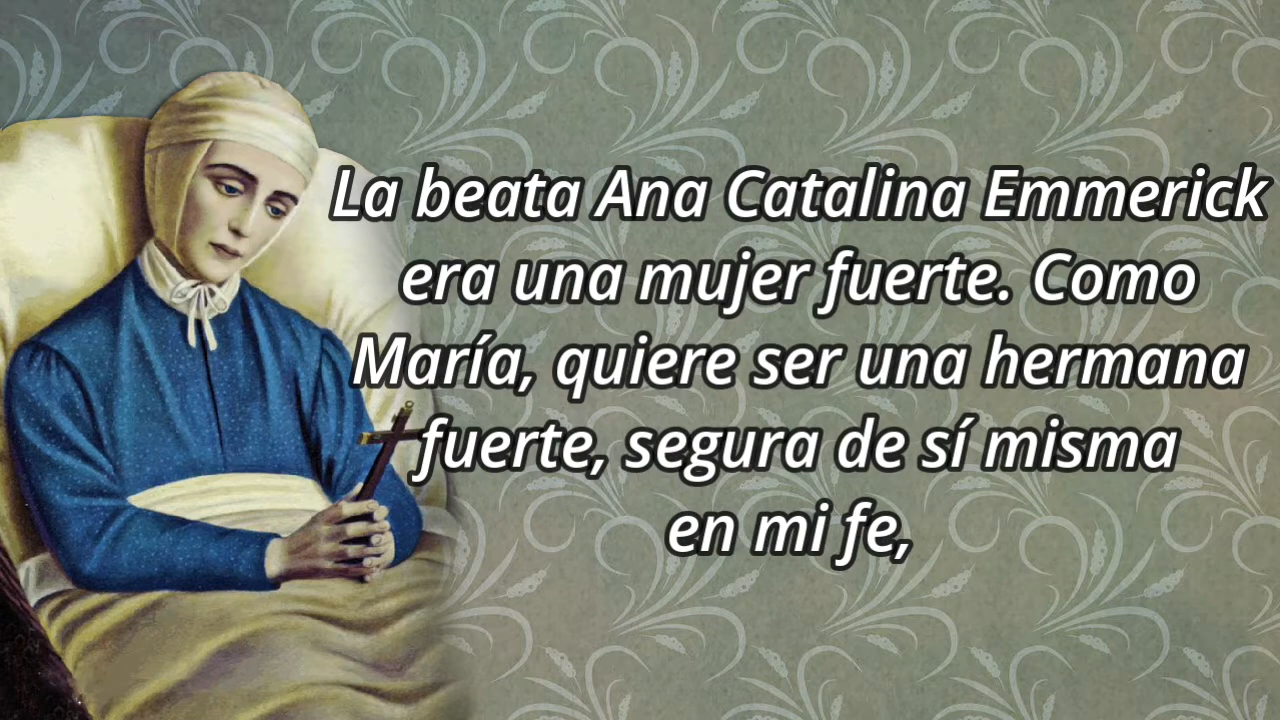 La beata Ana Catalina Emmerick
era una mujer fuerte. Como
María, quiere ser una hermana
fuerte, segura de sí misma
en mi fe,